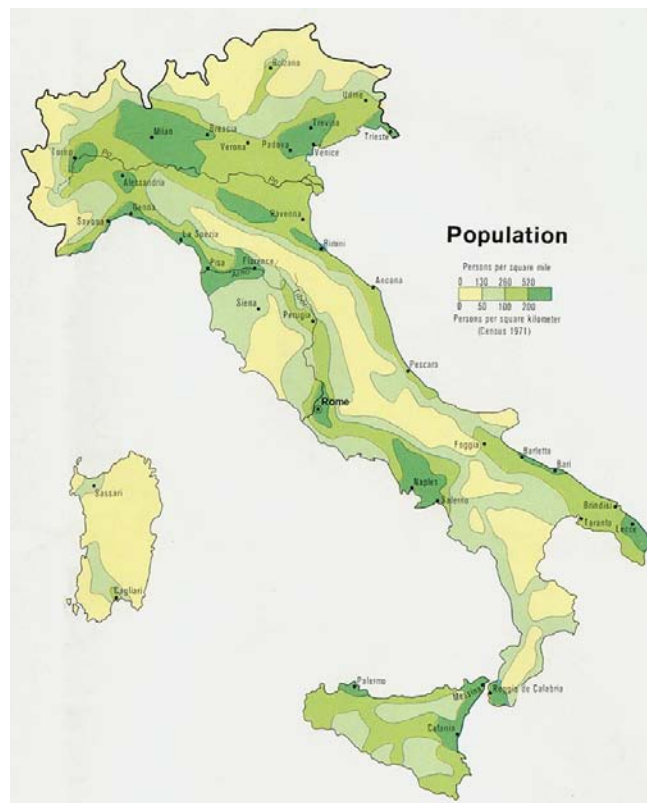 Bolzano
Udine
Trieste
Treviso
Brescia
Milan
Verona
Padova
Venice
Torino
Po
Po
Alessandria
Genoa
Savona
Ravenna
La Spezia
Rimini
Pisa
Arno
Florence
Siena
Perugia
Ancona
Pescara
Rome
Foggia
Barletta
Bari
Naples
Salerno
Brindisi
Taranto
Lecce
Sassari
Cagliari
Palermo
Messina
Reggio de Calabria
Catania
Population
Persons per square mile
0 130 260 520
0 50 100 200
Persons per square kilometer
(Census 1971)